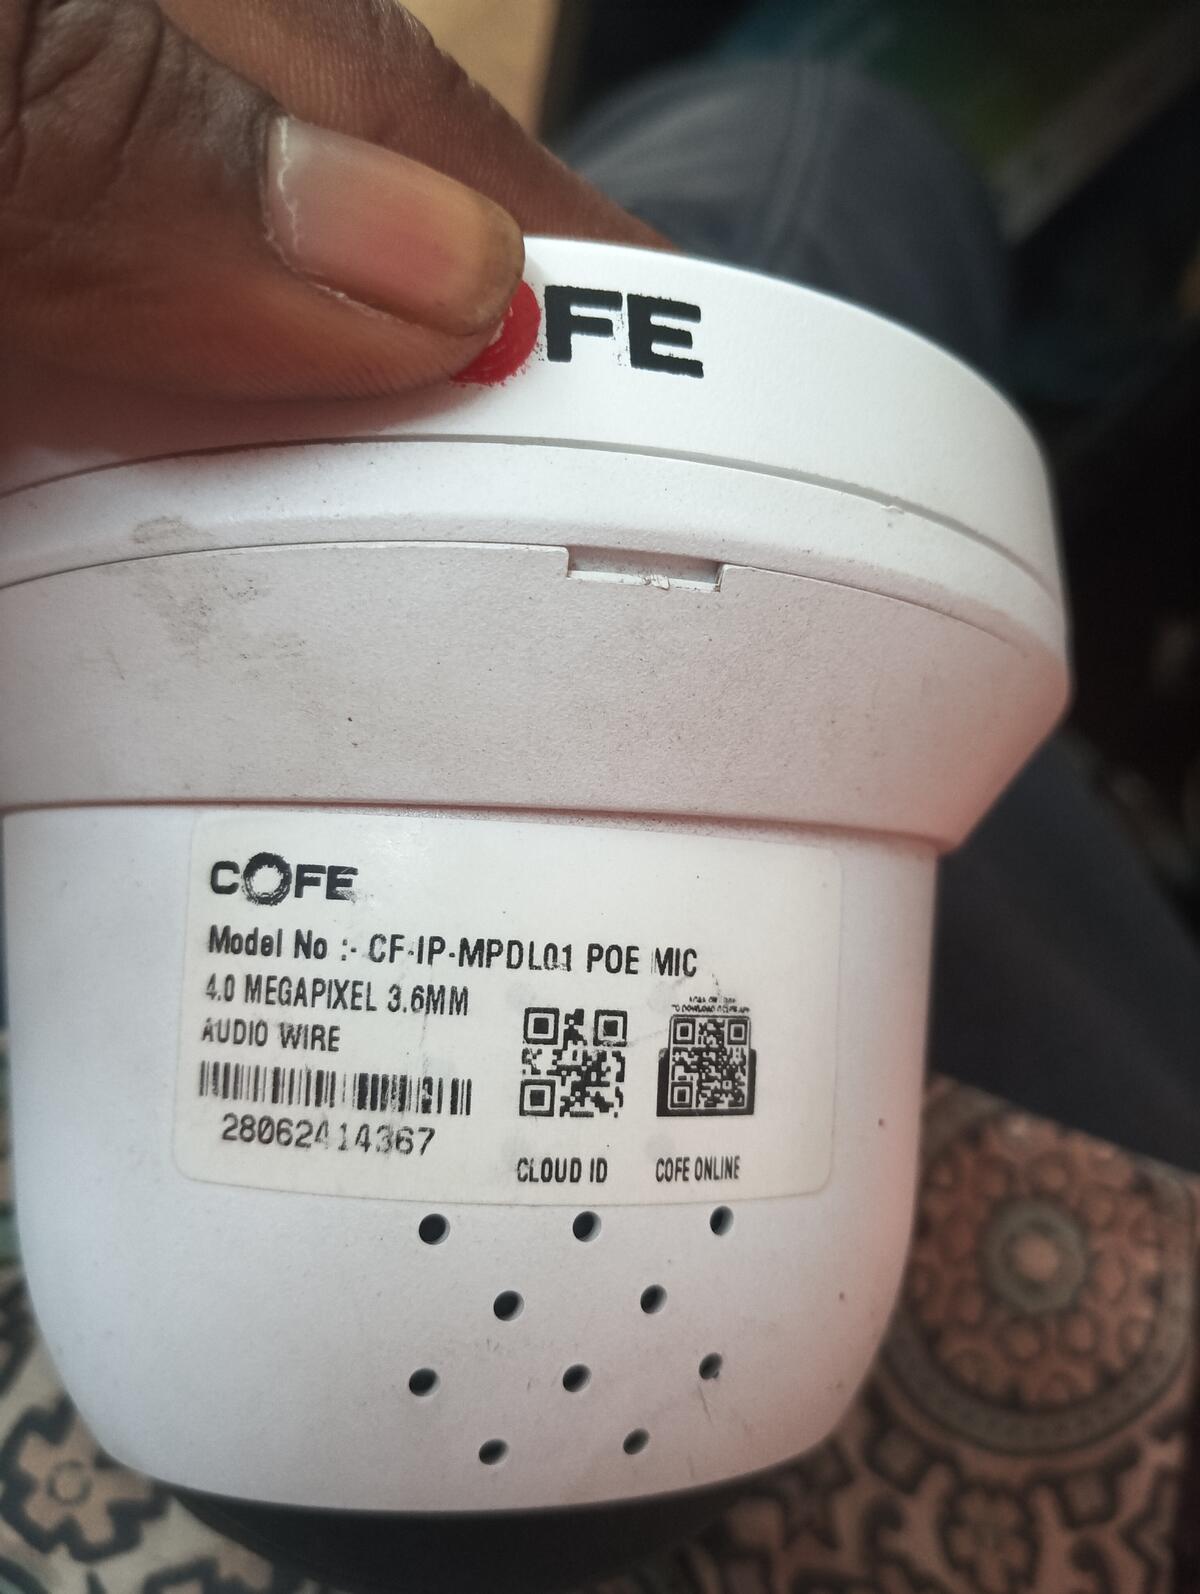 FE
COFE
Model No :- CF-IP-MPDL01 POE MIC
4.0 MEGAPIXEL 3.6MM
AUDIO WIRE
28062414367
CLOUD ID
COFE ONLINE